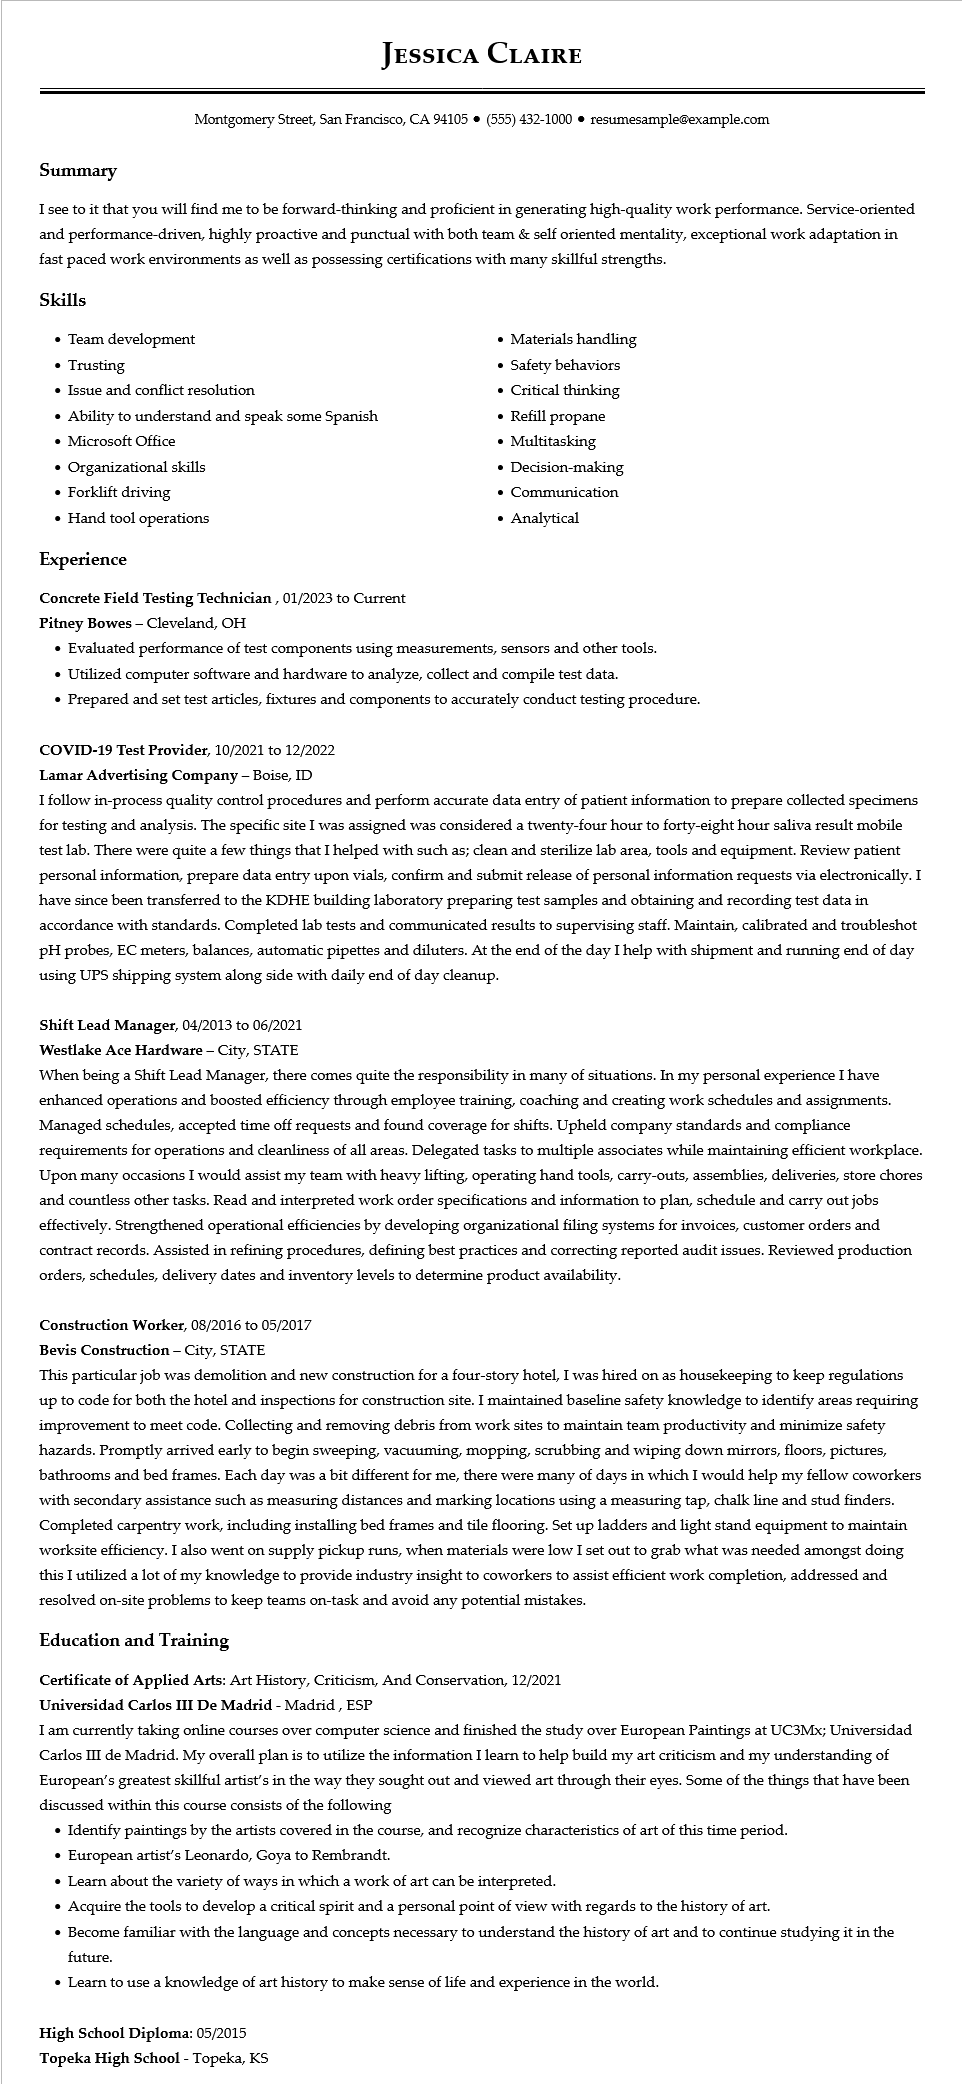 Jessica Claire
Montgomery Street, San Francisco, CA 94105 ● (555) 432-1000 ● resumesample@example.com
Summary
I see to it that you will find me to be forward-thinking and proficient in generating high-quality work performance. Service-oriented
and performance-driven, highly proactive and punctual with both team & self oriented mentality, exceptional work adaptation in
fast paced work environments as well as possessing certifications with many skillful strengths.
Skills
• Team development
• Trusting
• Issue and conflict resolution
• Ability to understand and speak some Spanish
• Microsoft Office
• Organizational skills
• Forklift driving
• Hand tool operations
• Materials handling
• Safety behaviors
• Critical thinking
• Refill propane
• Multitasking
• Decision-making
• Communication
• Analytical
Experience
Concrete Field Testing Technician , 01/2023 to Current
Pitney Bowes – Cleveland, OH
• Evaluated performance of test components using measurements, sensors and other tools.
• Utilized computer software and hardware to analyze, collect and compile test data.
• Prepared and set test articles, fixtures and components to accurately conduct testing procedure.
COVID-19 Test Provider, 10/2021 to 12/2022
Lamar Advertising Company – Boise, ID
I follow in-process quality control procedures and perform accurate data entry of patient information to prepare collected specimens
for testing and analysis. The specific site I was assigned was considered a twenty-four hour to forty-eight hour saliva result mobile
test lab. There were quite a few things that I helped with such as; clean and sterilize lab area, tools and equipment. Review patient
personal information, prepare data entry upon vials, confirm and submit release of personal information requests via electronically. I
have since been transferred to the KDHE building laboratory preparing test samples and obtaining and recording test data in
accordance with standards. Completed lab tests and communicated results to supervising staff. Maintain, calibrated and troubleshot
pH probes, EC meters, balances, automatic pipettes and diluters. At the end of the day I help with shipment and running end of day
using UPS shipping system along side with daily end of day cleanup.
Shift Lead Manager, 04/2013 to 06/2021
Westlake Ace Hardware – City, STATE
When being a Shift Lead Manager, there comes quite the responsibility in many of situations. In my personal experience I have
enhanced operations and boosted efficiency through employee training, coaching and creating work schedules and assignments.
Managed schedules, accepted time off requests and found coverage for shifts. Upheld company standards and compliance
requirements for operations and cleanliness of all areas. Delegated tasks to multiple associates while maintaining efficient workplace.
Upon many occasions I would assist my team with heavy lifting, operating hand tools, carry-outs, assemblies, deliveries, store chores
and countless other tasks. Read and interpreted work order specifications and information to plan, schedule and carry out jobs
effectively. Strengthened operational efficiencies by developing organizational filing systems for invoices, customer orders and
contract records. Assisted in refining procedures, defining best practices and correcting reported audit issues. Reviewed production
orders, schedules, delivery dates and inventory levels to determine product availability.
Construction Worker, 08/2016 to 05/2017
Bevis Construction – City, STATE
This particular job was demolition and new construction for a four-story hotel, I was hired on as housekeeping to keep regulations
up to code for both the hotel and inspections for construction site. I maintained baseline safety knowledge to identify areas requiring
improvement to meet code. Collecting and removing debris from work sites to maintain team productivity and minimize safety
hazards. Promptly arrived early to begin sweeping, vacuuming, mopping, scrubbing and wiping down mirrors, floors, pictures,
bathrooms and bed frames. Each day was a bit different for me, there were many of days in which I would help my fellow coworkers
with secondary assistance such as measuring distances and marking locations using a measuring tap, chalk line and stud finders.
Completed carpentry work, including installing bed frames and tile flooring. Set up ladders and light stand equipment to maintain
worksite efficiency. I also went on supply pickup runs, when materials were low I set out to grab what was needed amongst doing
this I utilized a lot of my knowledge to provide industry insight to coworkers to assist efficient work completion, addressed and
resolved on-site problems to keep teams on-task and avoid any potential mistakes.
Education and Training
Certificate of Applied Arts: Art History, Criticism, And Conservation, 12/2021
Universidad Carlos III De Madrid - Madrid , ESP
I am currently taking online courses over computer science and finished the study over European Paintings at UC3Mx; Universidad
Carlos III de Madrid. My overall plan is to utilize the information I learn to help build my art criticism and my understanding of
European’s greatest skillful artist’s in the way they sought out and viewed art through their eyes. Some of the things that have been
discussed within this course consists of the following
• Identify paintings by the artists covered in the course, and recognize characteristics of art of this time period.
• European artist’s Leonardo, Goya to Rembrandt.
• Learn about the variety of ways in which a work of art can be interpreted.
• Acquire the tools to develop a critical spirit and a personal point of view with regards to the history of art.
• Become familiar with the language and concepts necessary to understand the history of art and to continue studying it in the
future.
• Learn to use a knowledge of art history to make sense of life and experience in the world.
High School Diploma: 05/2015
Topeka High School - Topeka, KS